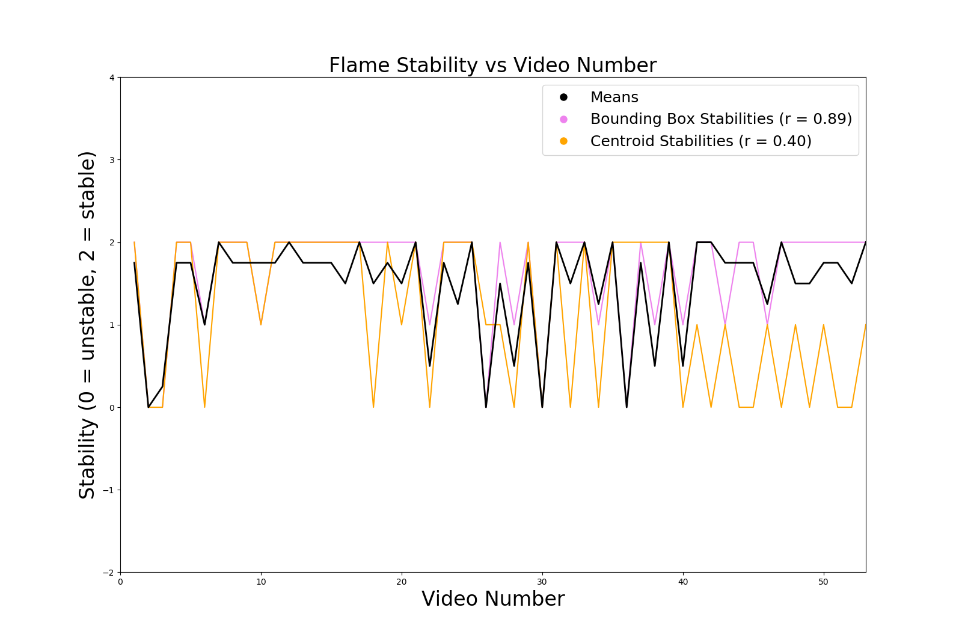 Flame Stability vs Video Number
Means
Bounding Box Stabilities (r = 0.89)
Centroid Stabilities (r = 0.40)
Stability (0 = unstable, 2 = stable)
4
3
2
1
0
−1
−2
0 10 20 30 40 50
Video Number